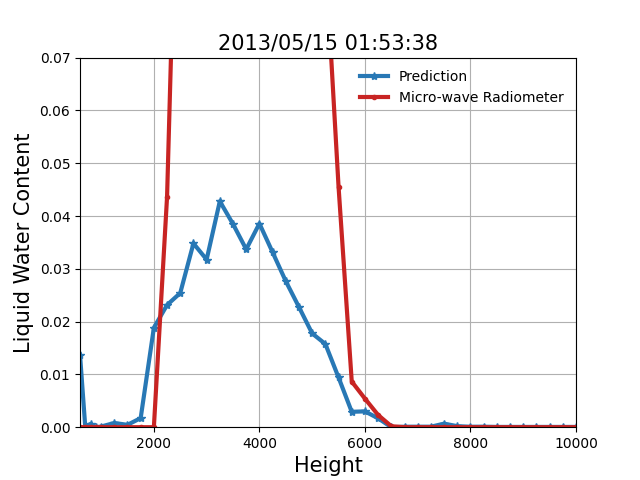 2013/05/15 01:53:38
Prediction
Micro-wave Radiometer
Liquid Water Content
0.07
0.06
0.05
0.04
0.03
0.02
0.01
0.00
2000 4000 6000 8000 10000
Height